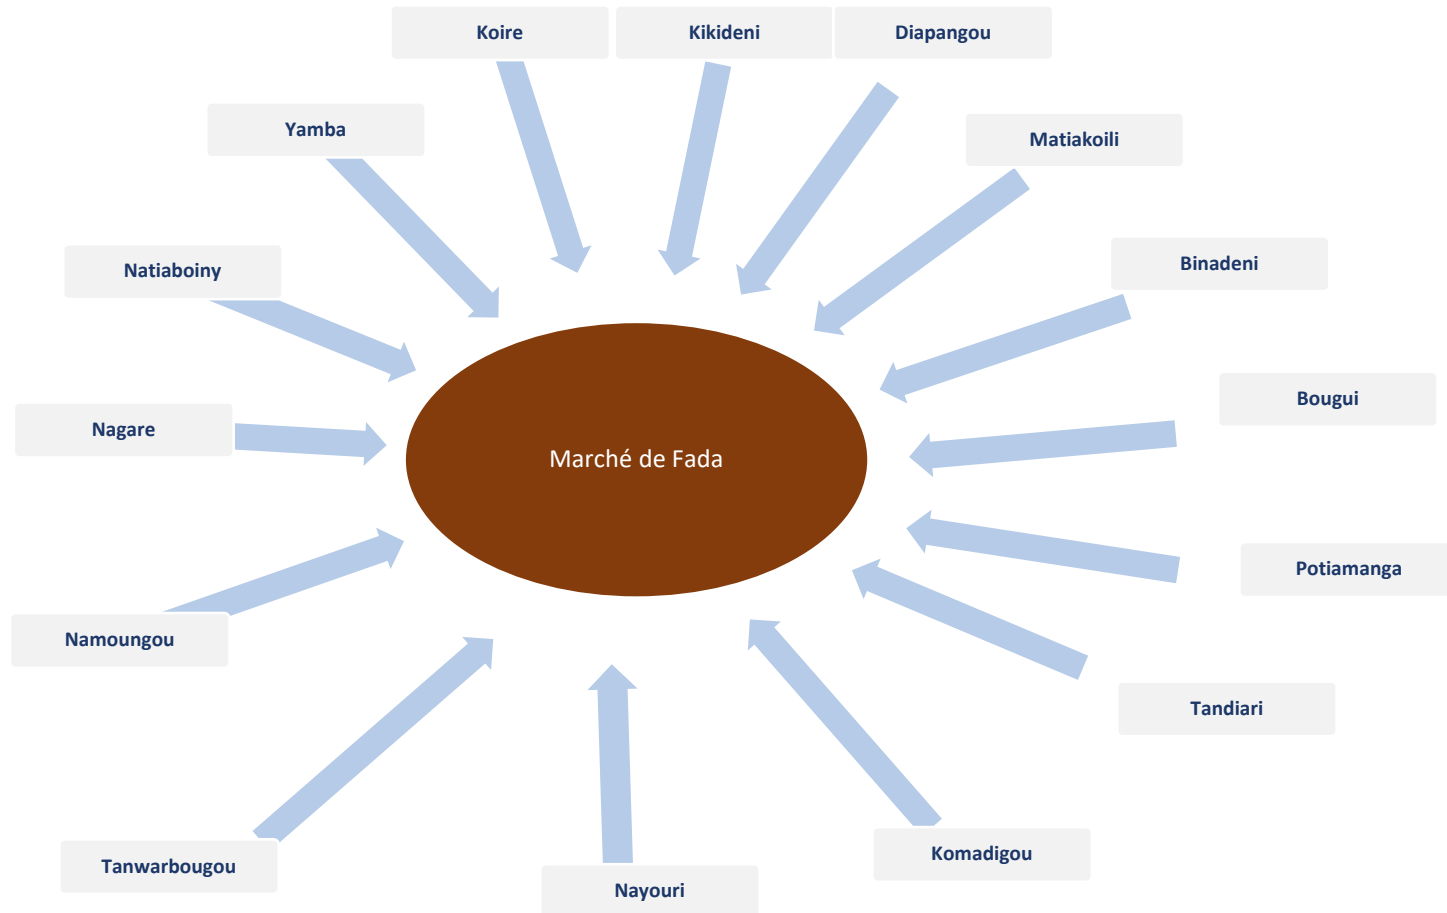 Koire
Kikideni
Diapangou
Yamba
Matiakoili
Natiaboiny
Binadeni
Bougui
Nagare
Marché de Fada
Potiamanga
Namoungou
Tandiari
Komadigou
Tanwarbougou
Nayouri